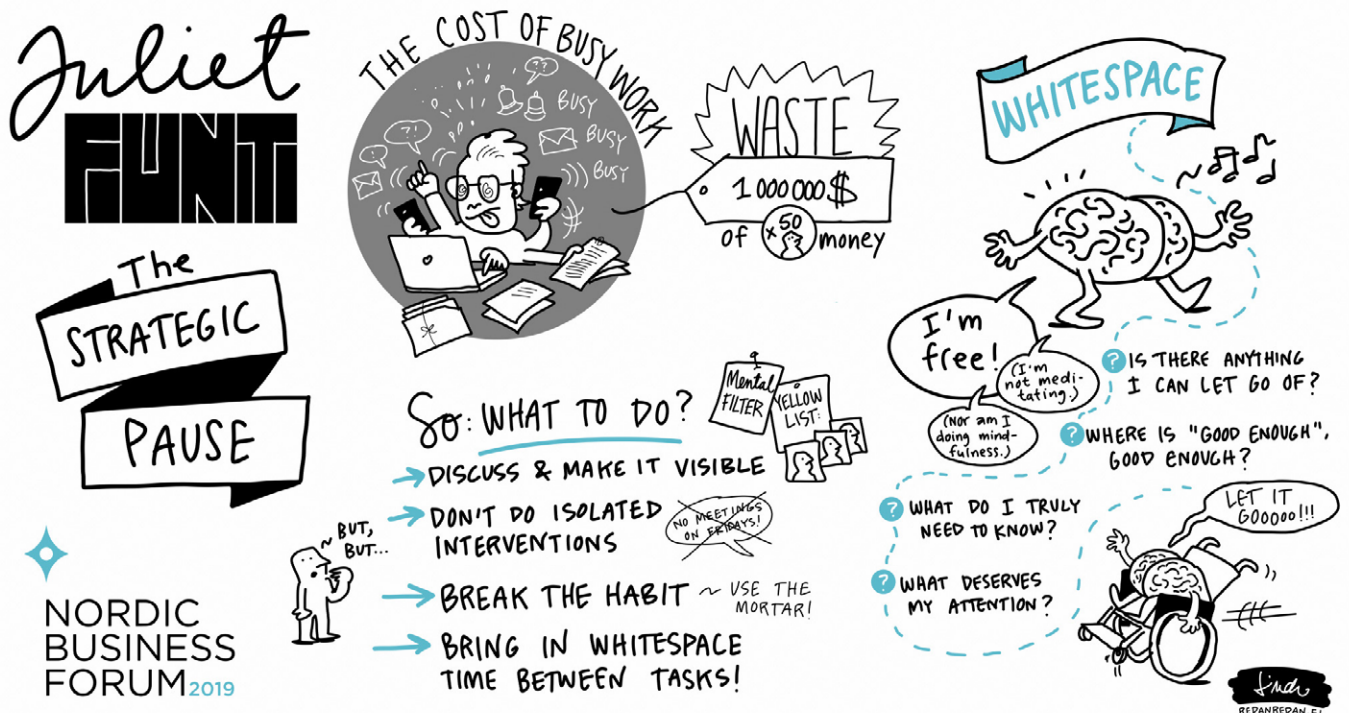 Juliet
FUNT
The
STRATEGIC
PAUSE
NORDIC
BUSINESS
FORUM 2019
THE COST OF BUSY WORK
??
?!
BUSY
BUSY
BUSY
WASTE
1 000 000 $
of x50 money
So: WHAT TO DO?
Mental
FILTER
YELLOW
LIST:
DISCUSS & MAKE IT VISIBLE
DON'T DO ISOLATED
INTERVENTIONS
NO MEETINGS
ON FRIDAYS!
~ BUT,
BUT...
BREAK THE HABIT ~ USE THE
MORTAR!
BRING IN WHITESPACE
TIME BETWEEN TASKS!
WHITESPACE
I'm
free!
(I'm
not medi-
tating.)
(Nor am I
doing mind-
fulness.)
? IS THERE ANYTHING
I CAN LET GO OF?
? WHERE IS "GOOD ENOUGH",
GOOD ENOUGH?
? WHAT DO I TRULY
NEED TO KNOW?
? WHAT DESERVES
MY ATTENTION?
LET IT
GOOOOO!!!
REDANREDAN.FI